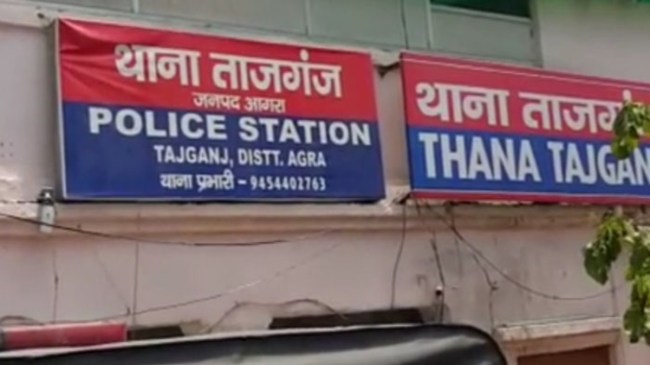 थाना ताजगंज
जनपद आगरा
POLICE STATION
TAJGANJ, DISTT. AGRA
थाना प्रभारी - 9454402763
थाना ताजगंज
THANA TAJGAN